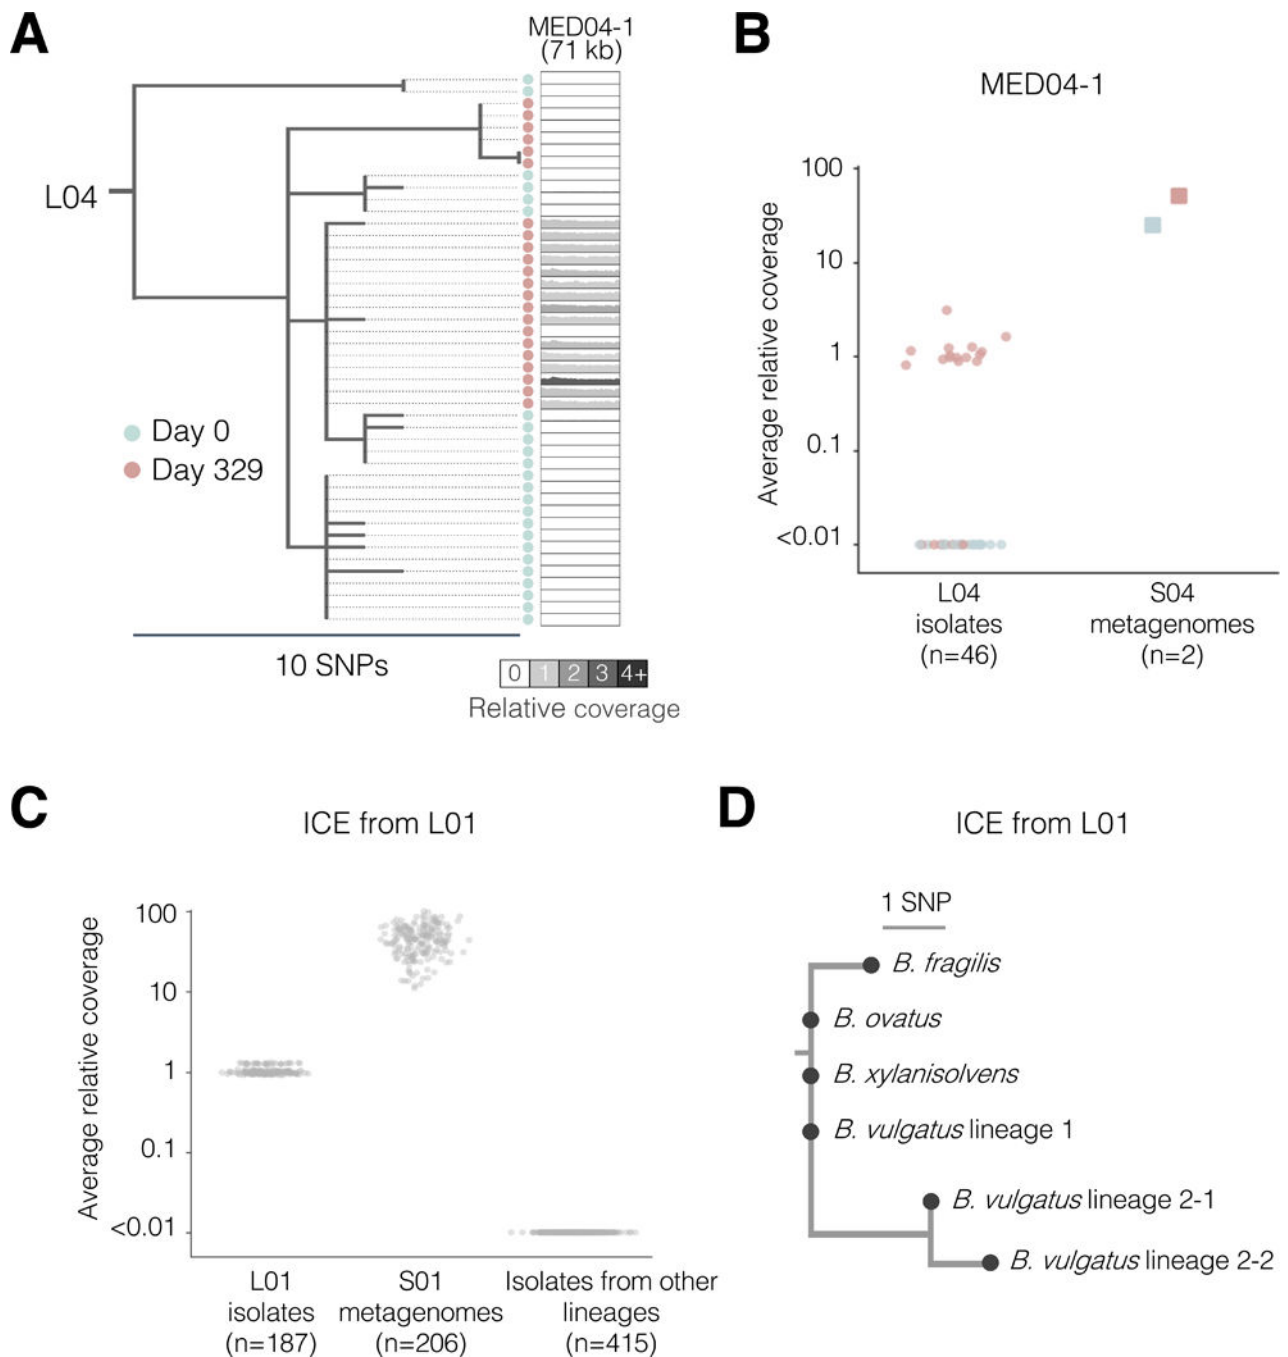 A
MED04-1
(71 kb)
L04
Day 0
Day 329
10 SNPs
0 1 2 3 4+
Relative coverage
B
MED04-1
Average relative coverage
100
10
1
0.1
<0.01
L04
isolates
(n=46)
S04
metagenomes
(n=2)
C
ICE from L01
Average relative coverage
100
10
1
0.1
<0.01
L01
isolates
(n=187)
S01
metagenomes
(n=206)
Isolates from other
lineages
(n=415)
D
ICE from L01
1 SNP
B. fragilis
B. ovatus
B. xylanisolvens
B. vulgatus lineage 1
B. vulgatus lineage 2-1
B. vulgatus lineage 2-2